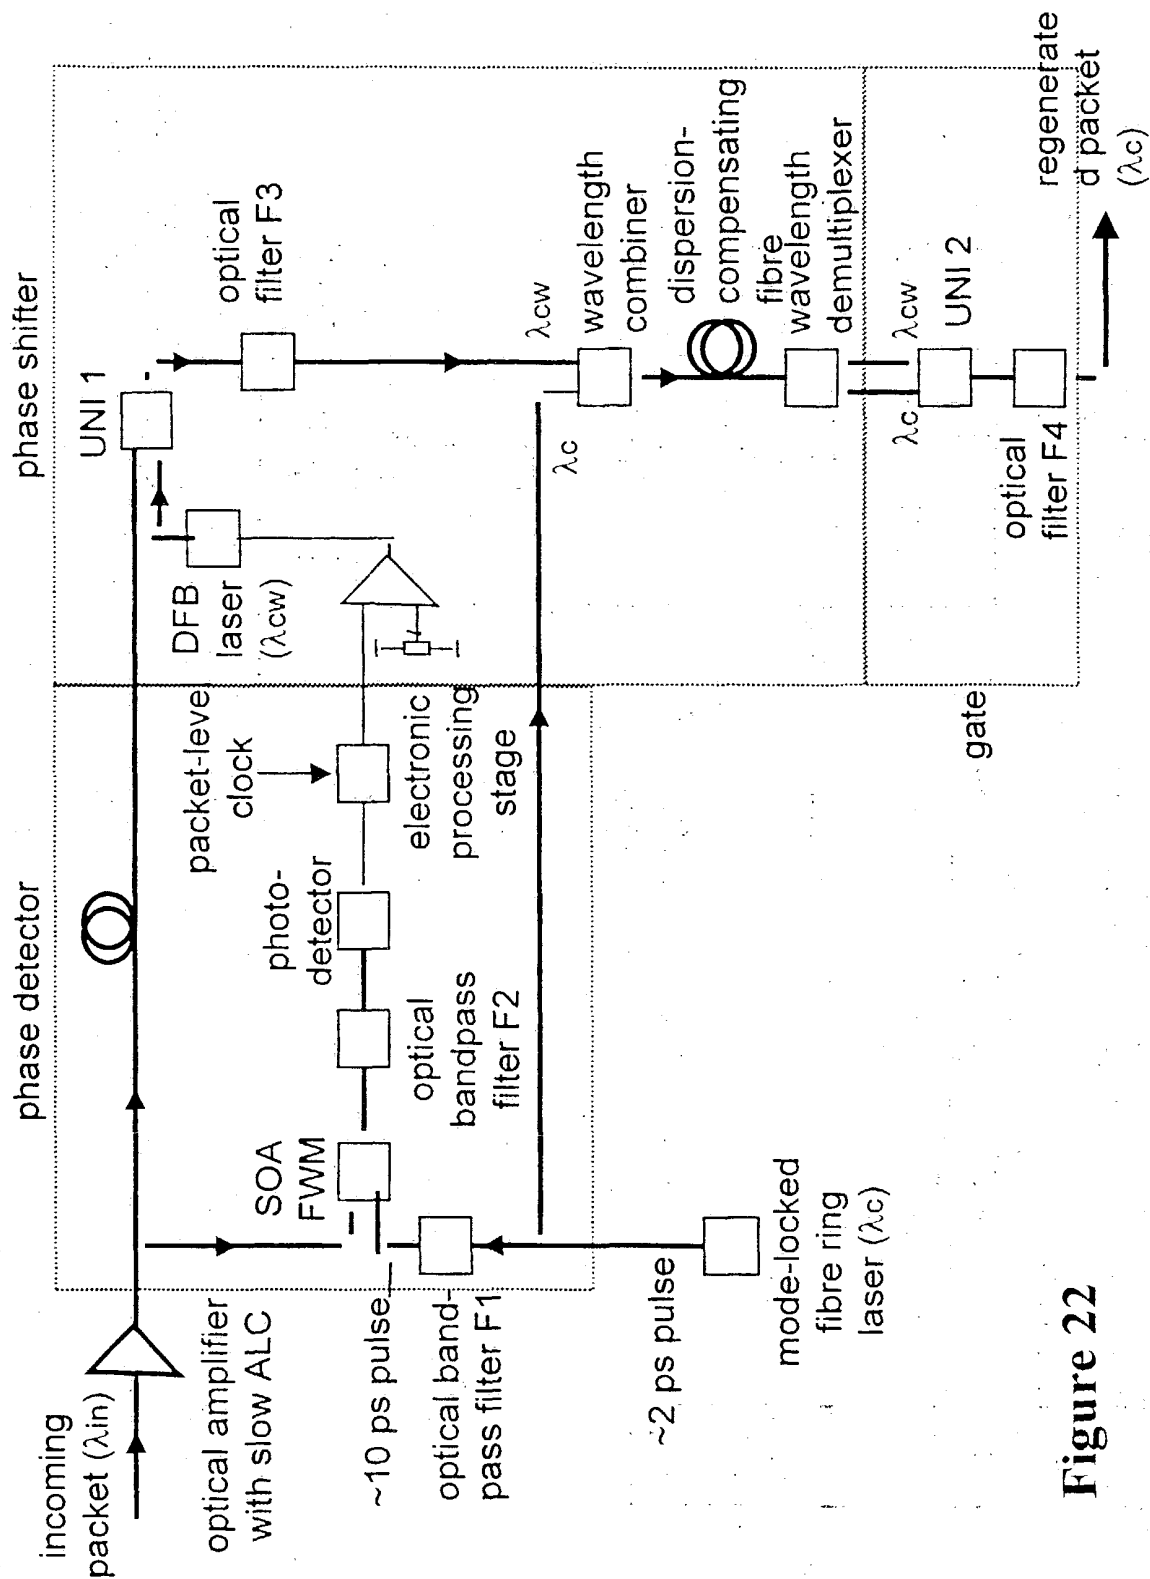 phase detector
phase shifter
incoming
packet (λin)
optical amplifier
with slow ALC
~10 ps pulse
optical band-
pass filter F1
~2 ps pulse
mode-locked
fibre ring
laser (λc)
SOA
FWM
optical
bandpass
filter F2
photo-
detector
packet-leve
clock
electronic
processing
stage
DFB
laser
(λcw)
UNI 1
optical
filter F3
λc
λcw
wavelength
combiner
dispersion-
compensating
fibre
wavelength
demultiplexer
λc
λcw
UNI 2
optical
filter F4
gate
regenerate
d packet
(λc)
Figure 22